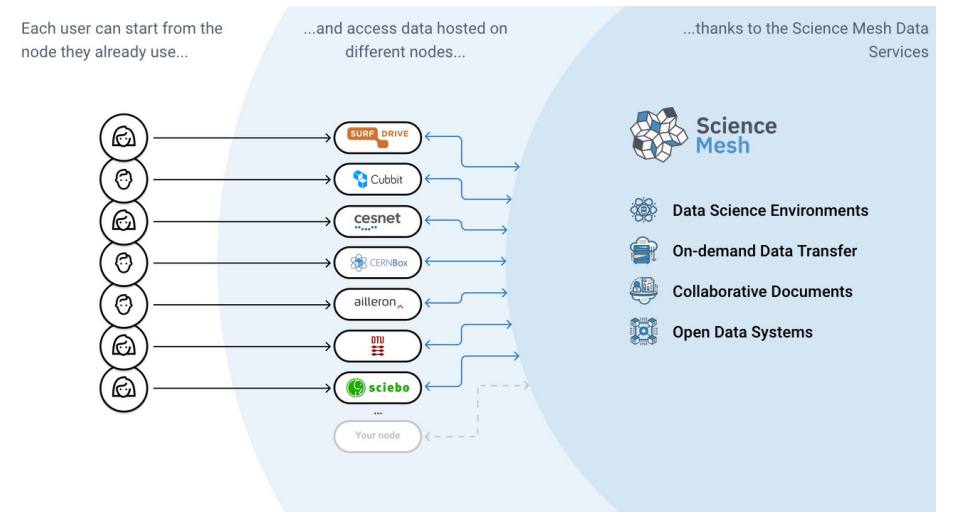 Each user can start from the
node they already use...
...and access data hosted on
different nodes...
...thanks to the Science Mesh Data
Services
SURF DRIVE
Cubbit
cesnet
CERNBox
ailleron
DTU
sciebo
...
Your node
Science
Mesh
Data Science Environments
On-demand Data Transfer
Collaborative Documents
Open Data Systems